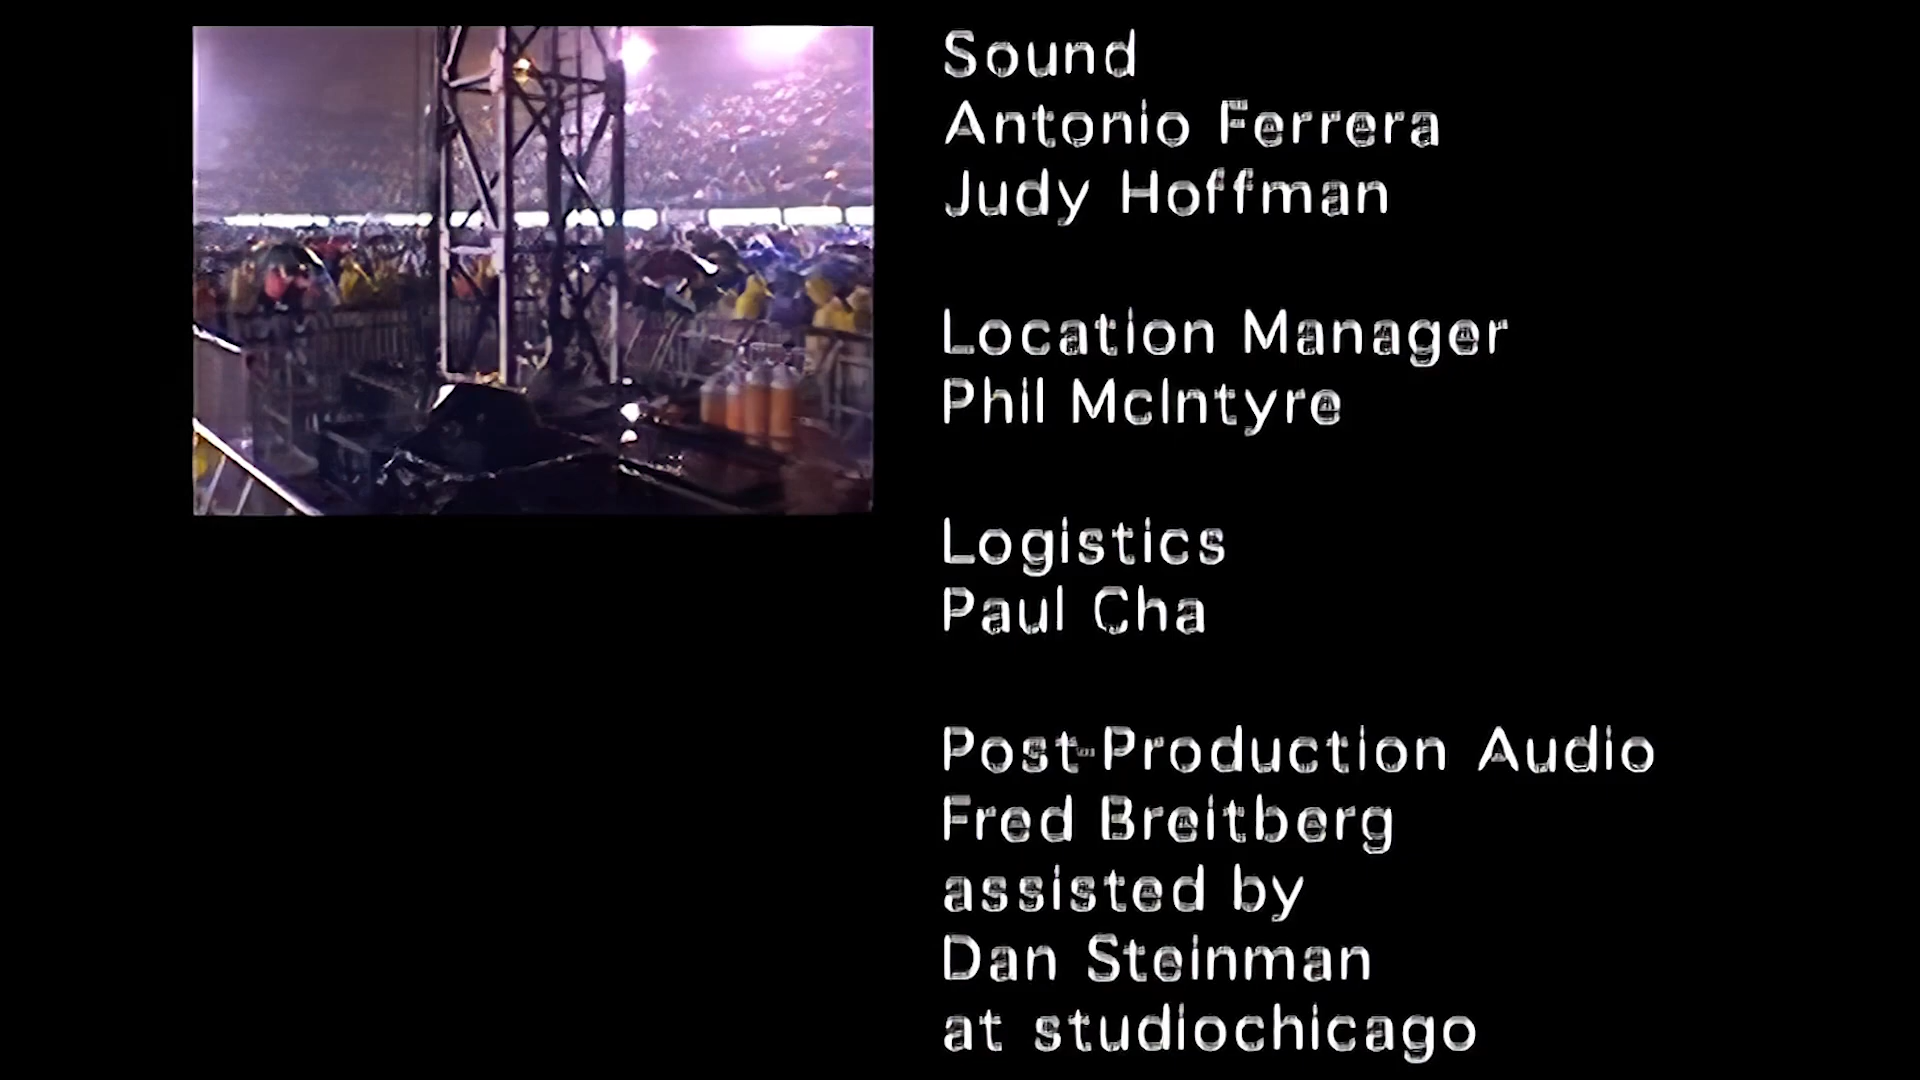 Sound
Antonio Ferrera
Judy Hoffman
Location Manager
Phil McIntyre
Logistics
Paul Cha
Post-Production Audio
Fred Breitberg
assisted by
Dan Steinman
at studiochicago